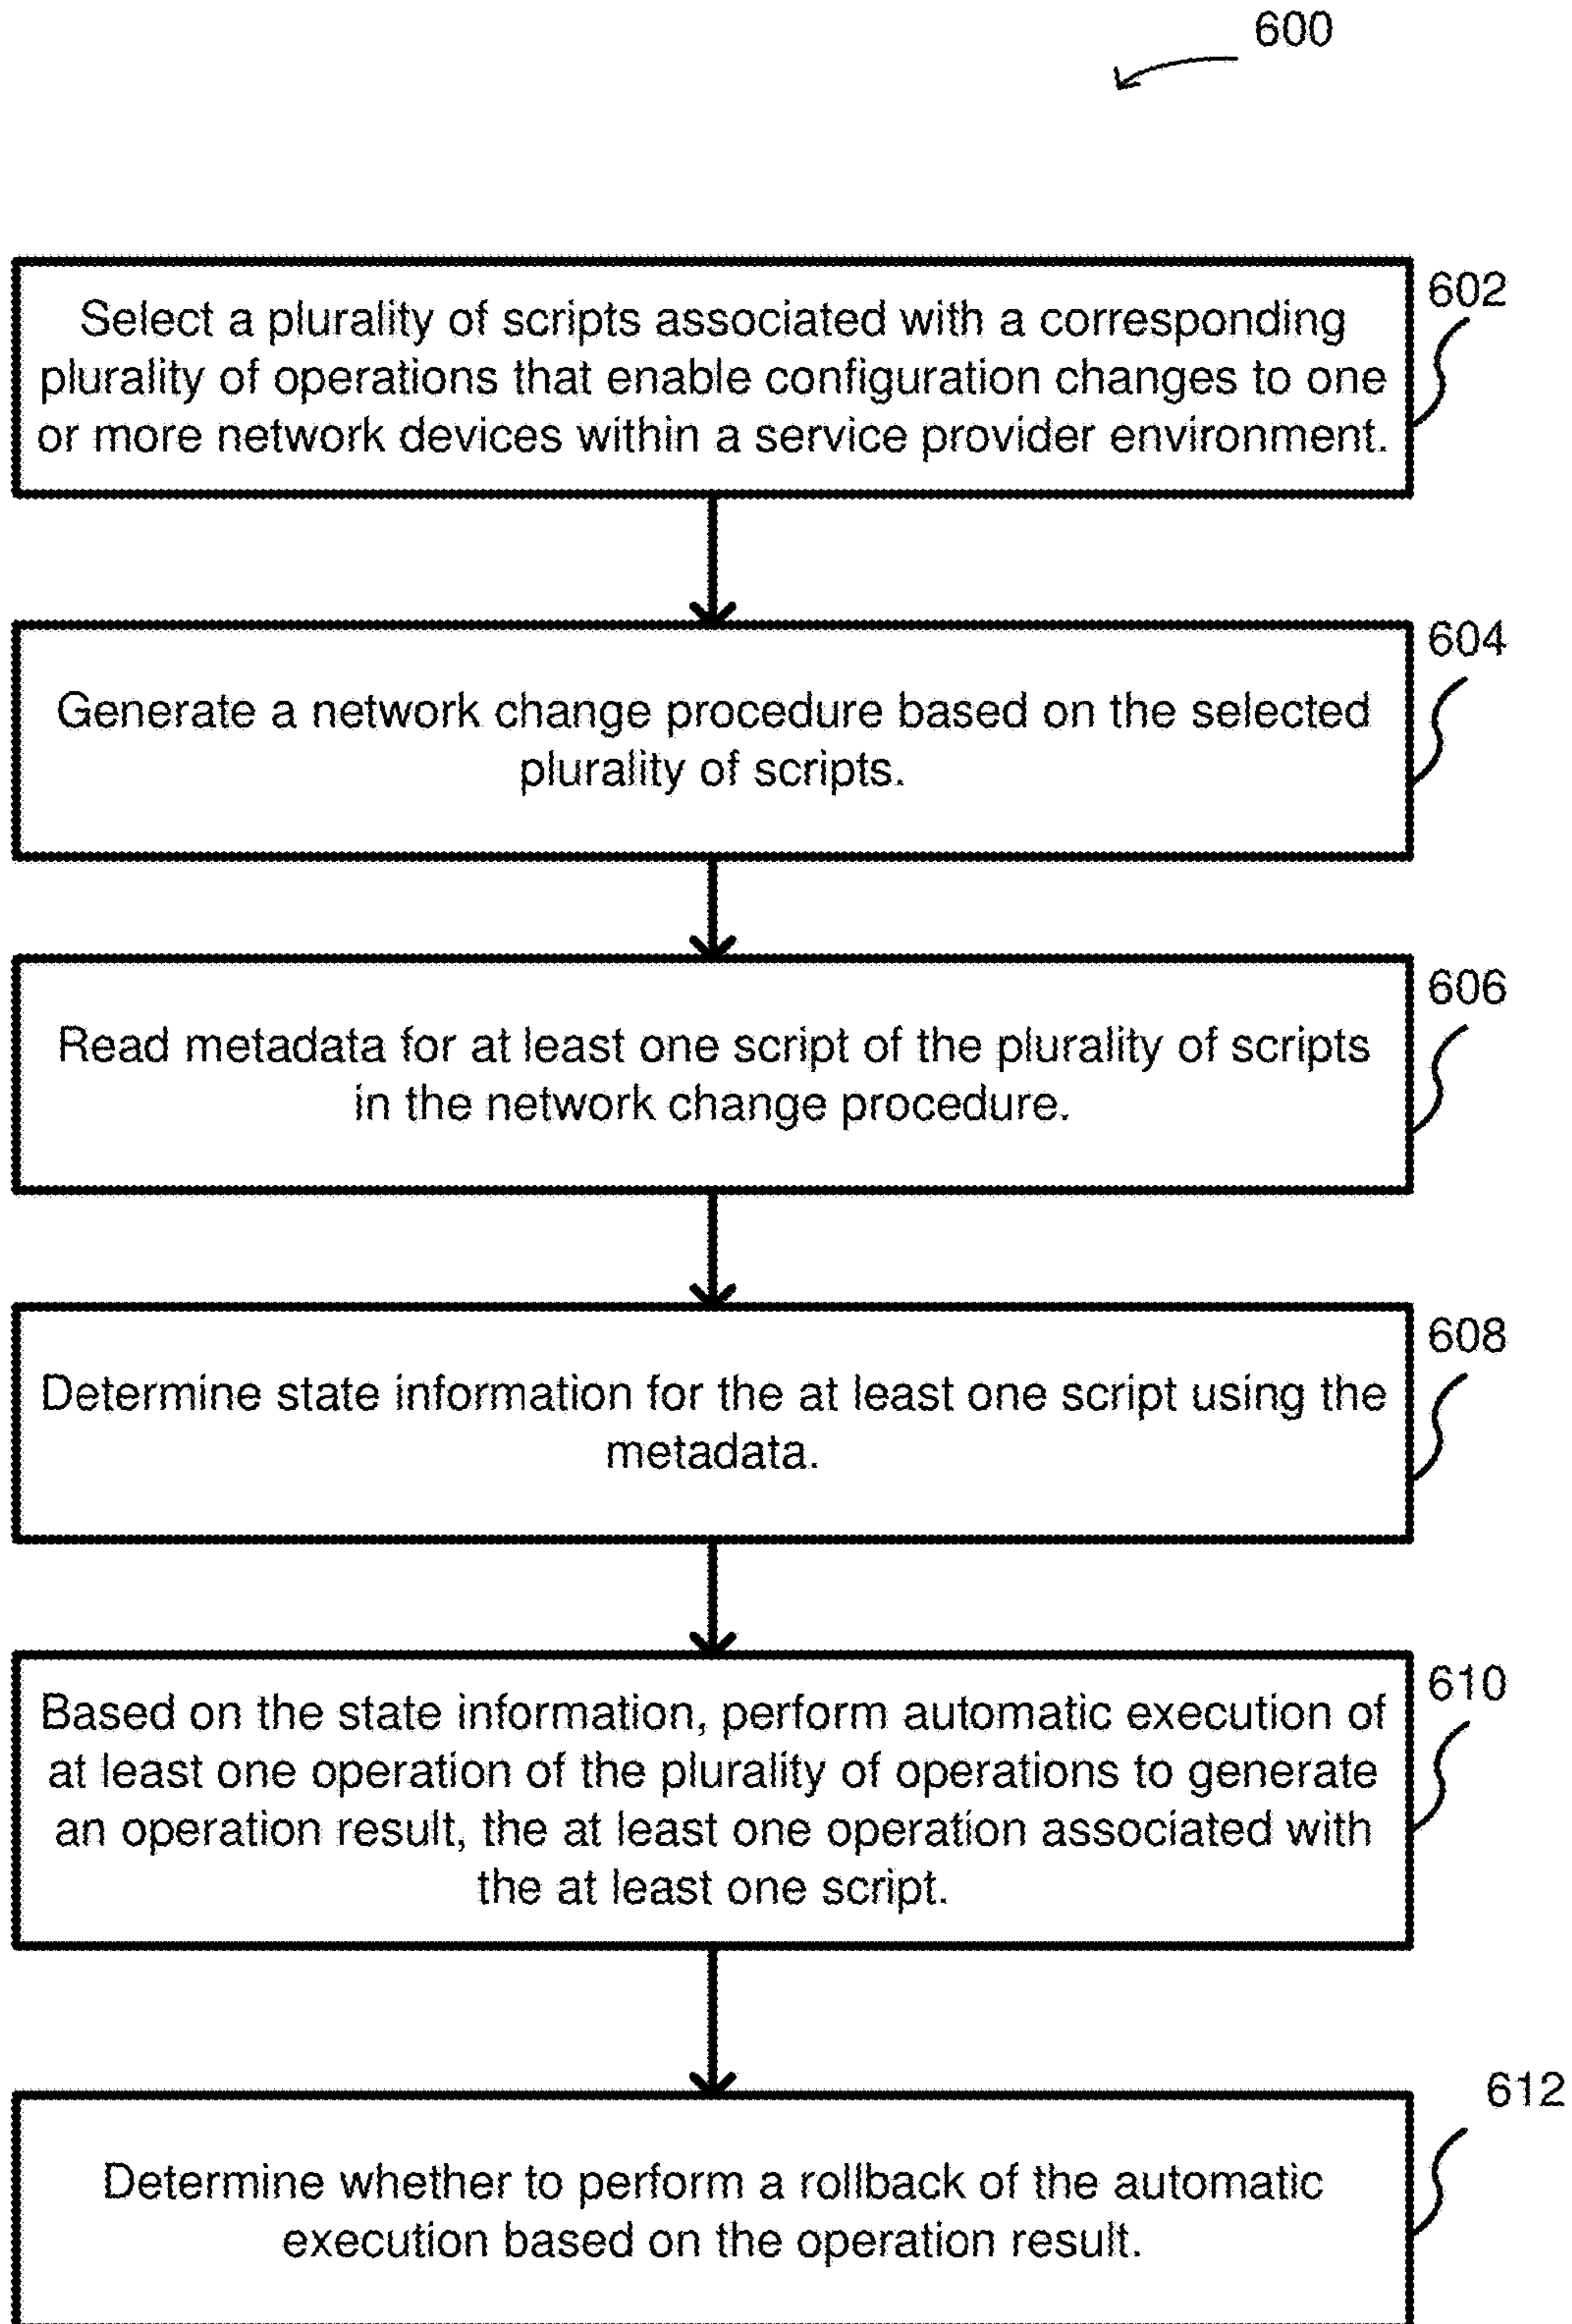 600
Select a plurality of scripts associated with a corresponding
plurality of operations that enable configuration changes to one
or more network devices within a service provider environment.
602
Generate a network change procedure based on the selected
plurality of scripts.
604
Read metadata for at least one script of the plurality of scripts
in the network change procedure.
606
Determine state information for the at least one script using the
metadata.
608
Based on the state information, perform automatic execution of
at least one operation of the plurality of operations to generate
an operation result, the at least one operation associated with
the at least one script.
610
Determine whether to perform a rollback of the automatic
execution based on the operation result.
612